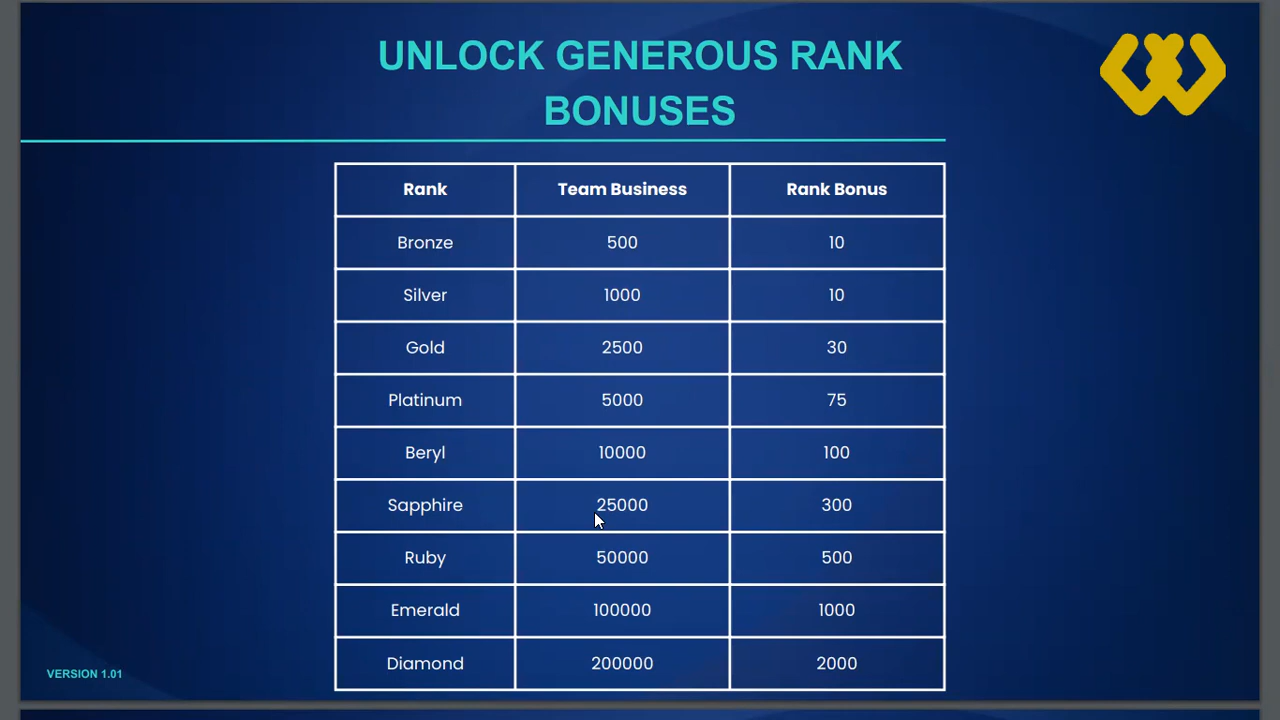 UNLOCK GENEROUS RANK
BONUSES
Rank Team Business Rank Bonus
Bronze 500 10
Silver 1000 10
Gold 2500 30
Platinum 5000 75
Beryl 10000 100
Sapphire 25000 300
Ruby 50000 500
Emerald 100000 1000
Diamond 200000 2000
VERSION 1.01